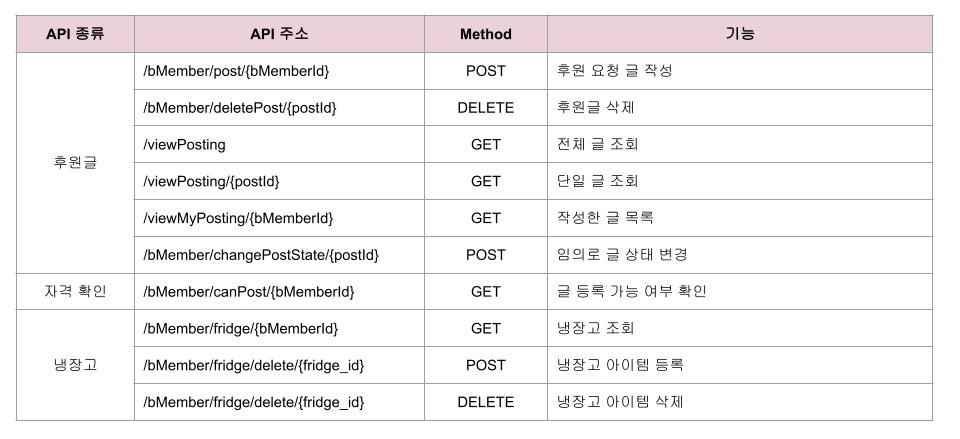 API 종류 API 주소 Method 기능
후원글
/bMember/post/{bMemberId} POST 후원 요청 글 작성
/bMember/deletePost/{postId} DELETE 후원글 삭제
/viewPosting GET 전체 글 조회
/viewPosting/{postId} GET 단일 글 조회
/viewMyPosting/{bMemberId} GET 작성한 글 목록
/bMember/changePostState/{postId} POST 임의로 글 상태 변경
자격 확인 /bMember/canPost/{bMemberId} GET 글 등록 가능 여부 확인
냉장고
/bMember/fridge/{bMemberId} GET 냉장고 조회
/bMember/fridge/delete/{fridge_id} POST 냉장고 아이템 등록
/bMember/fridge/delete/{fridge_id} DELETE 냉장고 아이템 삭제